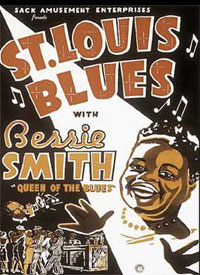 SACK AMUSEMENT ENTERPRISES
Presents
ST. LOUIS
BLUES
WITH
Bessie
SMITH
"QUEEN OF THE BLUES"